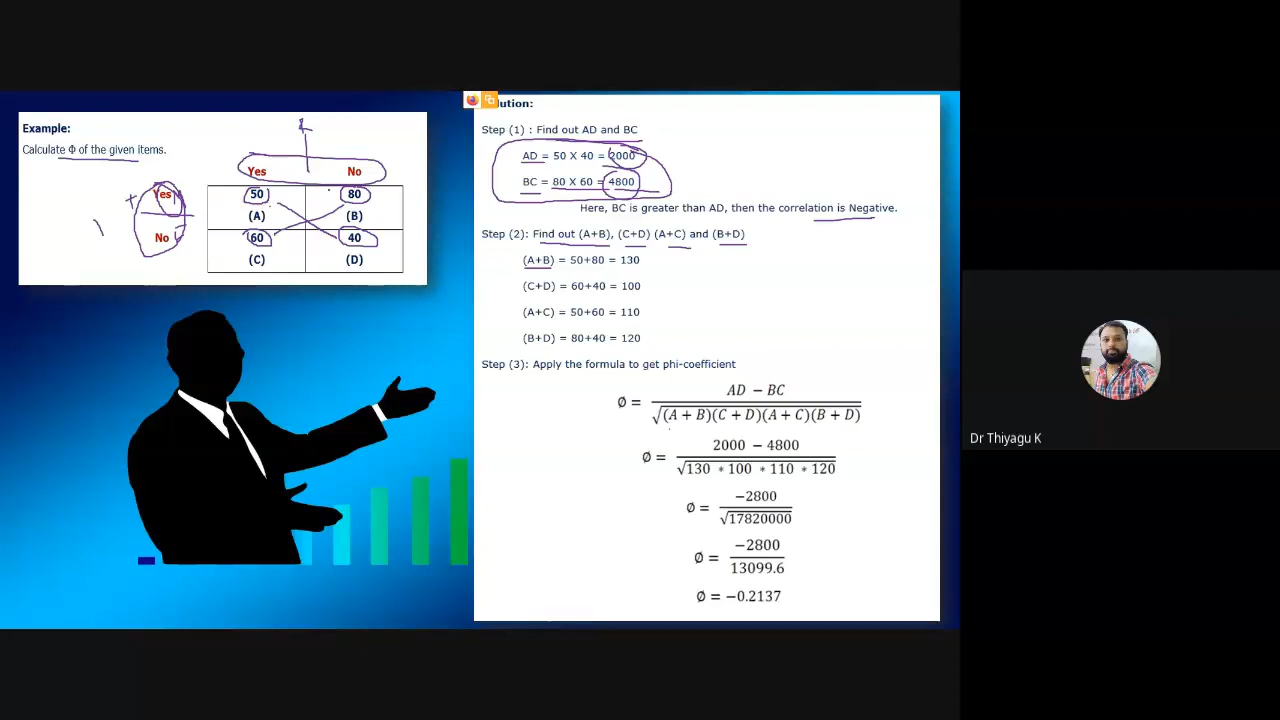 Example:
Calculate Φ of the given items.
Yes No
Yes 50 80
(A) (B)
No 60 40
(C) (D)
lution:
Step (1) : Find out AD and BC
AD = 50 X 40 = 2000
BC = 80 X 60 = 4800
Here, BC is greater than AD, then the correlation is Negative.
Step (2): Find out (A+B), (C+D) (A+C) and (B+D)
(A+B) = 50+80 = 130
(C+D) = 60+40 = 100
(A+C) = 50+60 = 110
(B+D) = 80+40 = 120
Step (3): Apply the formula to get phi-coefficient
AD − BC
∅ =
√(A + B)(C + D)(A + C)(B + D)
2000 − 4800
∅ =
√130 ∗ 100 ∗ 110 ∗ 120
−2800
∅ =
√17820000
−2800
∅ =
13099.6
∅ = −0.2137
Dr Thiyagu K